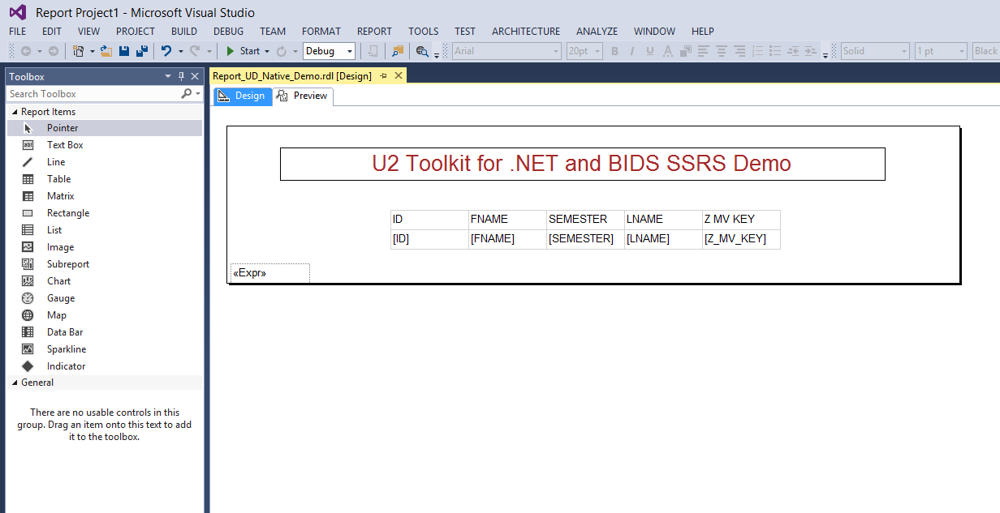 Report Project1 - Microsoft Visual Studio
FILE EDIT VIEW PROJECT BUILD DEBUG TEAM FORMAT REPORT TOOLS TEST ARCHITECTURE ANALYZE WINDOW HELP
Start Debug Arial 20pt B I U A Solid 1 pt Black
Toolbox
Search Toolbox
Report Items
Pointer
Text Box
Line
Table
Matrix
Rectangle
List
Image
Subreport
Chart
Gauge
Map
Data Bar
Sparkline
Indicator
General
There are no usable controls in this
group. Drag an item onto this text to add
it to the toolbox.
Report_UD_Native_Demo.rdl [Design]
Design Preview
U2 Toolkit for .NET and BIDS SSRS Demo
ID FNAME SEMESTER LNAME Z MV KEY
[ID] [FNAME] [SEMESTER] [LNAME] [Z_MV_KEY]
«Expr»